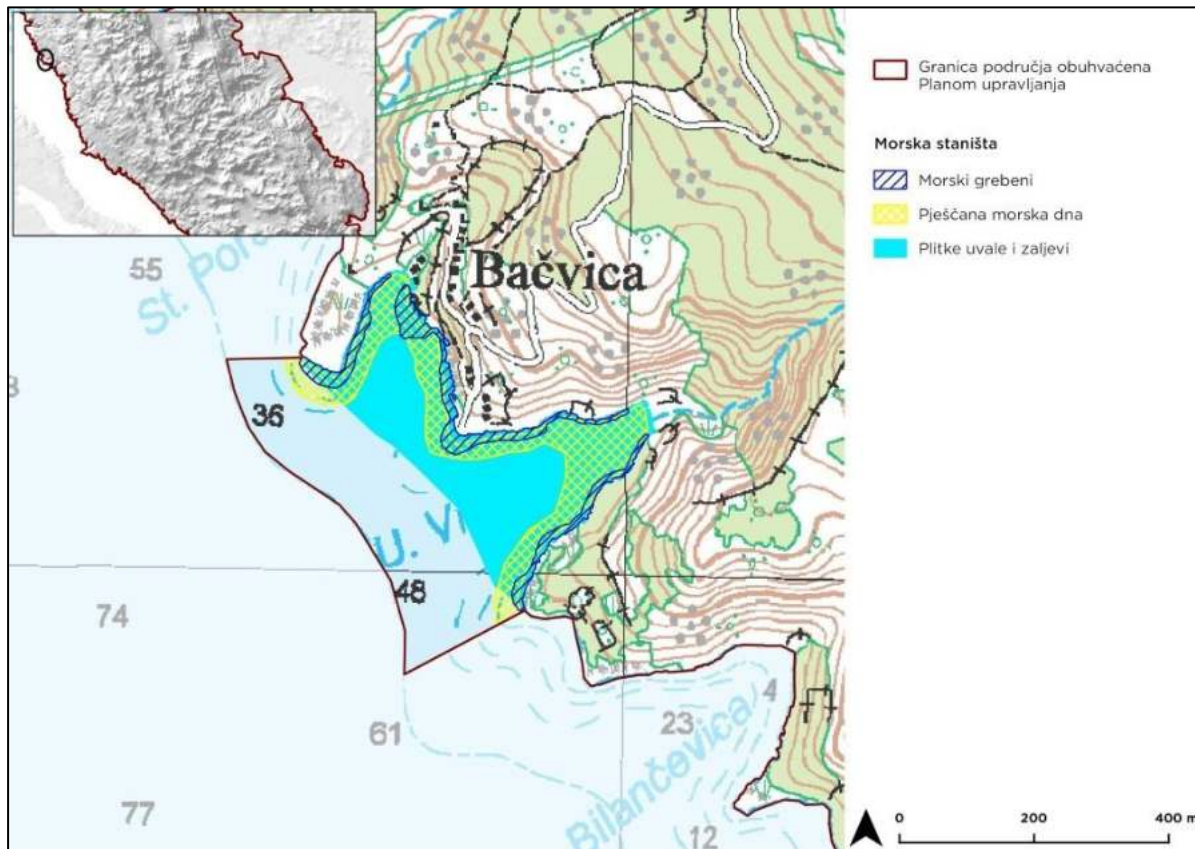 55
St. Por
36
Bačvica
U. V
48
74
61
4
23
Bilančevica
77
12
Granica područja obuhvaćena
Planom upravljanja
Morska staništa
Morski grebeni
Pješčana morska dna
Plitke uvale i zaljevi
0 200 400 m